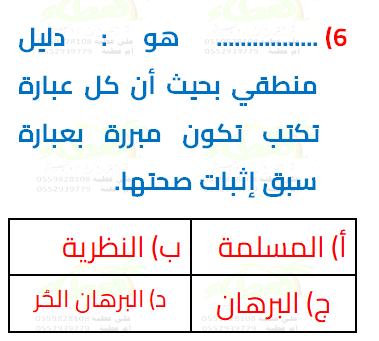 6) ................. هو : دليل
منطقي بحيث أن كل عبارة
تكتب تكون مبررة بعبارة
سبق إثبات صحتها.
أ) المسلمة ب) النظرية
ج) البرهان د) البرهان الحُر